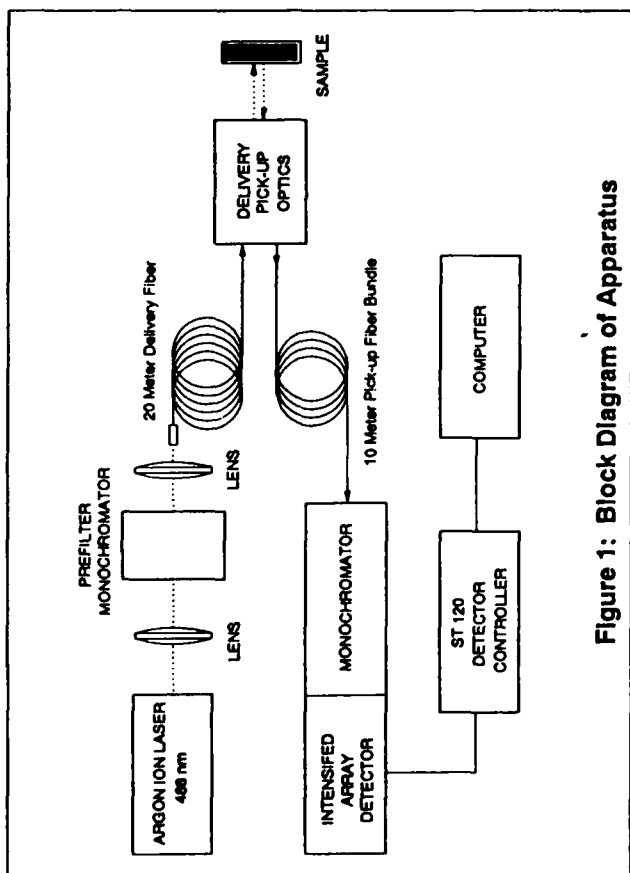 ARGON ION LASER
488 nm
LENS
PREFILTER
MONOCHROMATOR
LENS
20 Meter Delivery Fiber
DELIVERY
PICK-UP
OPTICS
SAMPLE
10 Meter Pick-up Fiber Bundle
INTENSIFED
ARRAY
DETECTOR
MONOCHROMATOR
ST 120
DETECTOR
CONTROLLER
COMPUTER
Figure 1: Block Diagram of Apparatus